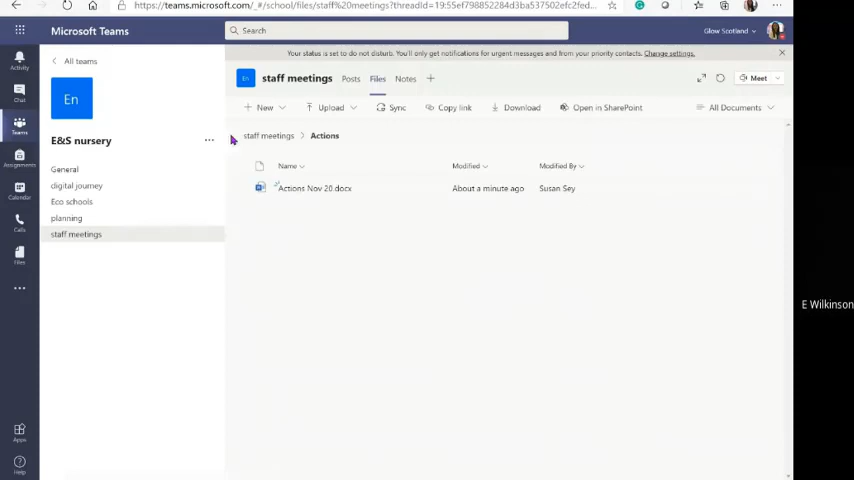 https://teams.microsoft.com/_#/school/files/staff%20meetings?threadId=19:55ef798852284d3ba537502efc2fed...
Microsoft Teams
Search
Glow Scotland
Your status is set to do not disturb. You'll only get notifications for urgent messages and from your priority contacts. Change settings.
Activity
Chat
Teams
Assignments
Calendar
Calls
Files
Apps
Help
All teams
En
E&S nursery
General
digital journey
Eco schools
planning
staff meetings
En
staff meetings
Posts
Files
Notes
Meet
New
Upload
Sync
Copy link
Download
Open in SharePoint
All Documents
staff meetings > Actions
Name
Modified
Modified By
Actions Nov 20.docx
About a minute ago
Susan Sey
E Wilkinson